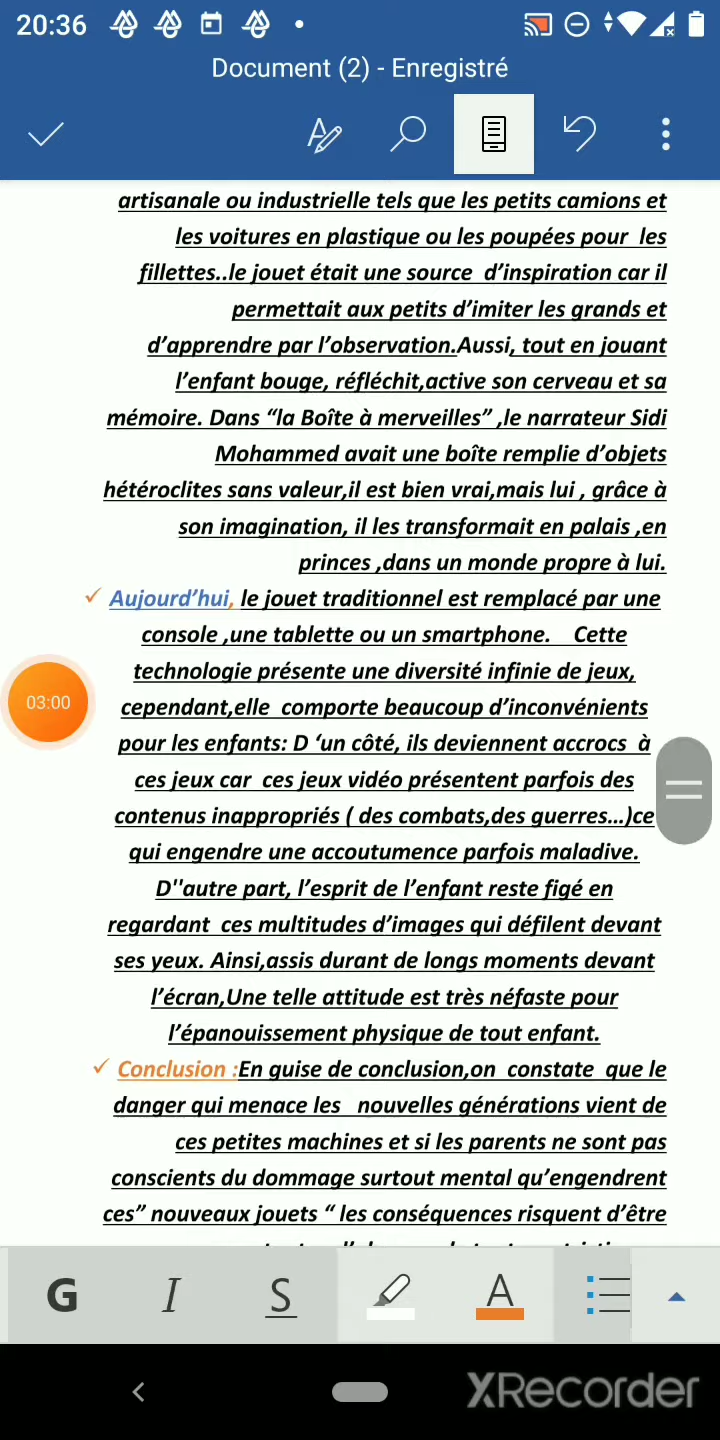 20:36
Document (2) - Enregistré
artisanale ou industrielle tels que les petits camions et
les voitures en plastique ou les poupées pour les
fillettes..le jouet était une source d’inspiration car il
permettait aux petits d’imiter les grands et
d’apprendre par l’observation.Aussi, tout en jouant
l’enfant bouge, réfléchit,active son cerveau et sa
mémoire. Dans “la Boîte à merveilles” ,le narrateur Sidi
Mohammed avait une boîte remplie d’objets
hétéroclites sans valeur,il est bien vrai,mais lui , grâce à
son imagination, il les transformait en palais ,en
princes ,dans un monde propre à lui.
✓ Aujourd’hui, le jouet traditionnel est remplacé par une
console ,une tablette ou un smartphone. Cette
technologie présente une diversité infinie de jeux,
cependant,elle comporte beaucoup d’inconvénients
pour les enfants: D ‘un côté, ils deviennent accrocs à
ces jeux car ces jeux vidéo présentent parfois des
contenus inappropriés ( des combats,des guerres...)ce
qui engendre une accoutumence parfois maladive.
D''autre part, l’esprit de l’enfant reste figé en
regardant ces multitudes d’images qui défilent devant
ses yeux. Ainsi,assis durant de longs moments devant
l’écran,Une telle attitude est très néfaste pour
l’épanouissement physique de tout enfant.
✓ Conclusion :En guise de conclusion,on constate que le
danger qui menace les nouvelles générations vient de
ces petites machines et si les parents ne sont pas
conscients du dommage surtout mental qu’engendrent
ces” nouveaux jouets “ les conséquences risquent d’être
03:00
G I S A
XRecorder